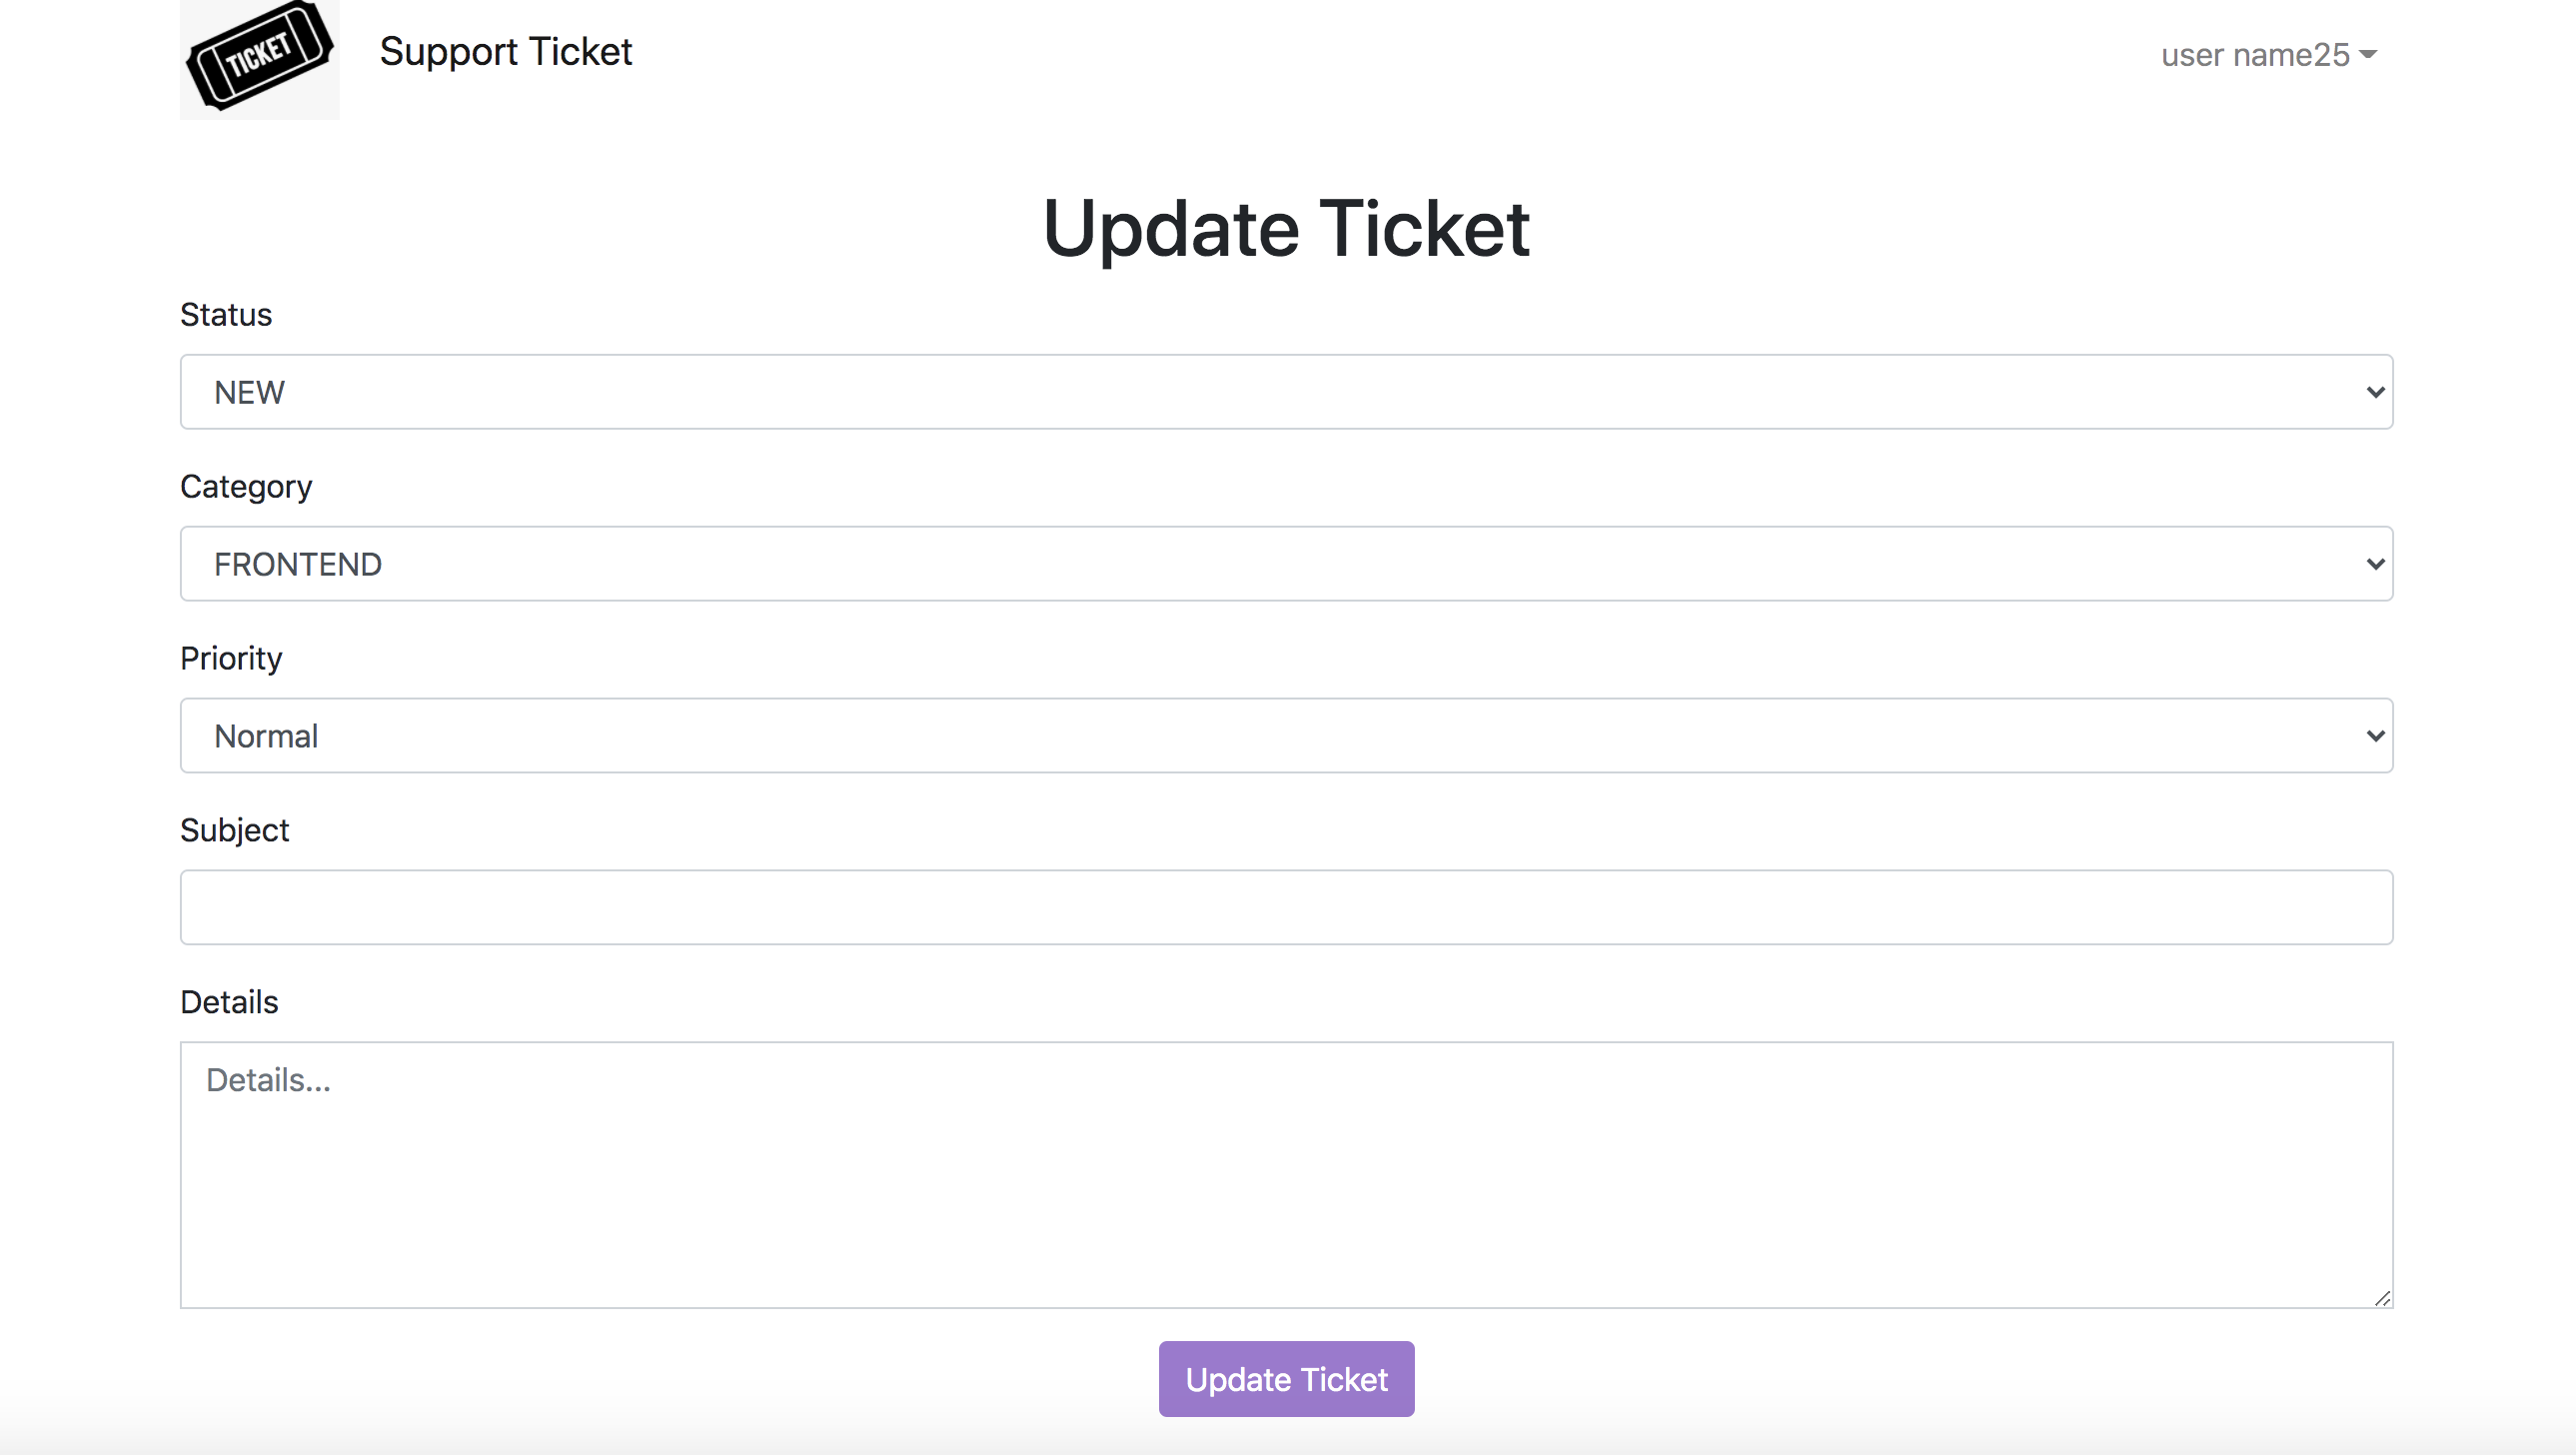 TICKET
Support Ticket
user name25
Update Ticket
Status
NEW
Category
FRONTEND
Priority
Normal
Subject
Details
Details...
Update Ticket